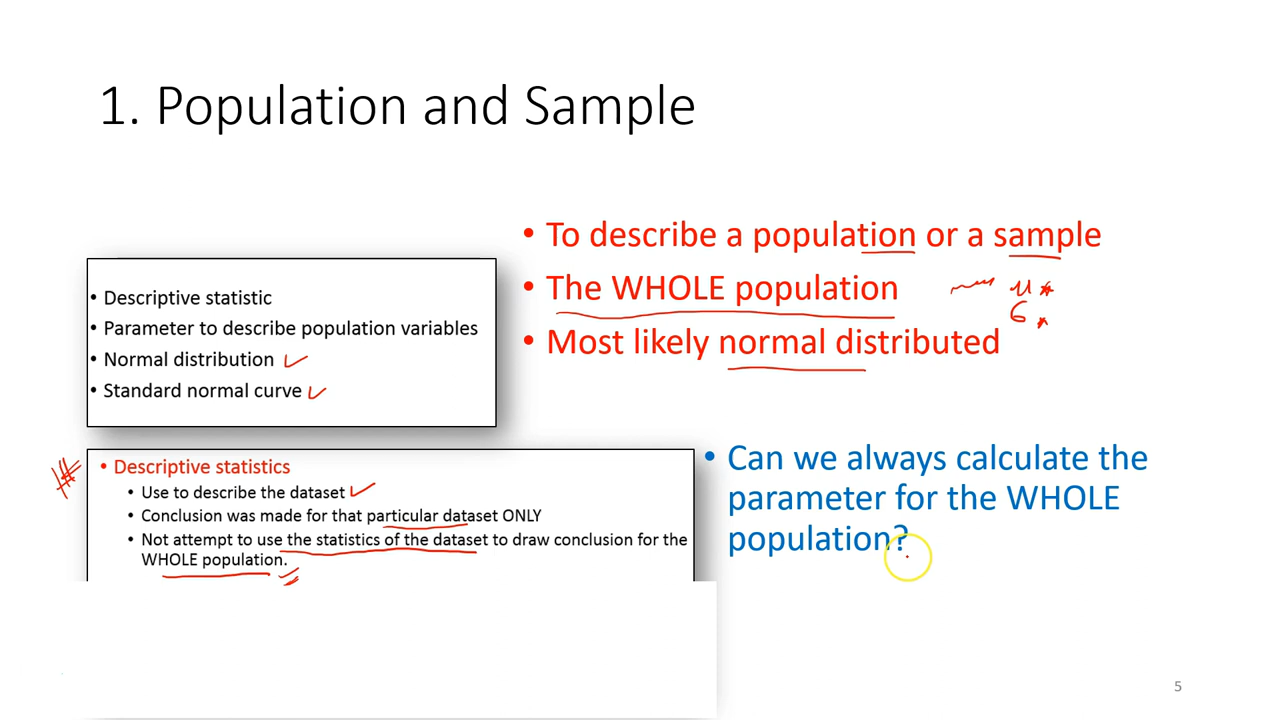 1. Population and Sample
• Descriptive statistic
• Parameter to describe population variables
• Normal distribution
• Standard normal curve
• To describe a population or a sample
• The WHOLE population
μ
σ
• Most likely normal distributed
• Descriptive statistics
• Use to describe the dataset
• Conclusion was made for that particular dataset ONLY
• Not attempt to use the statistics of the dataset to draw conclusion for the
WHOLE population.
• Can we always calculate the
parameter for the WHOLE
population?
5